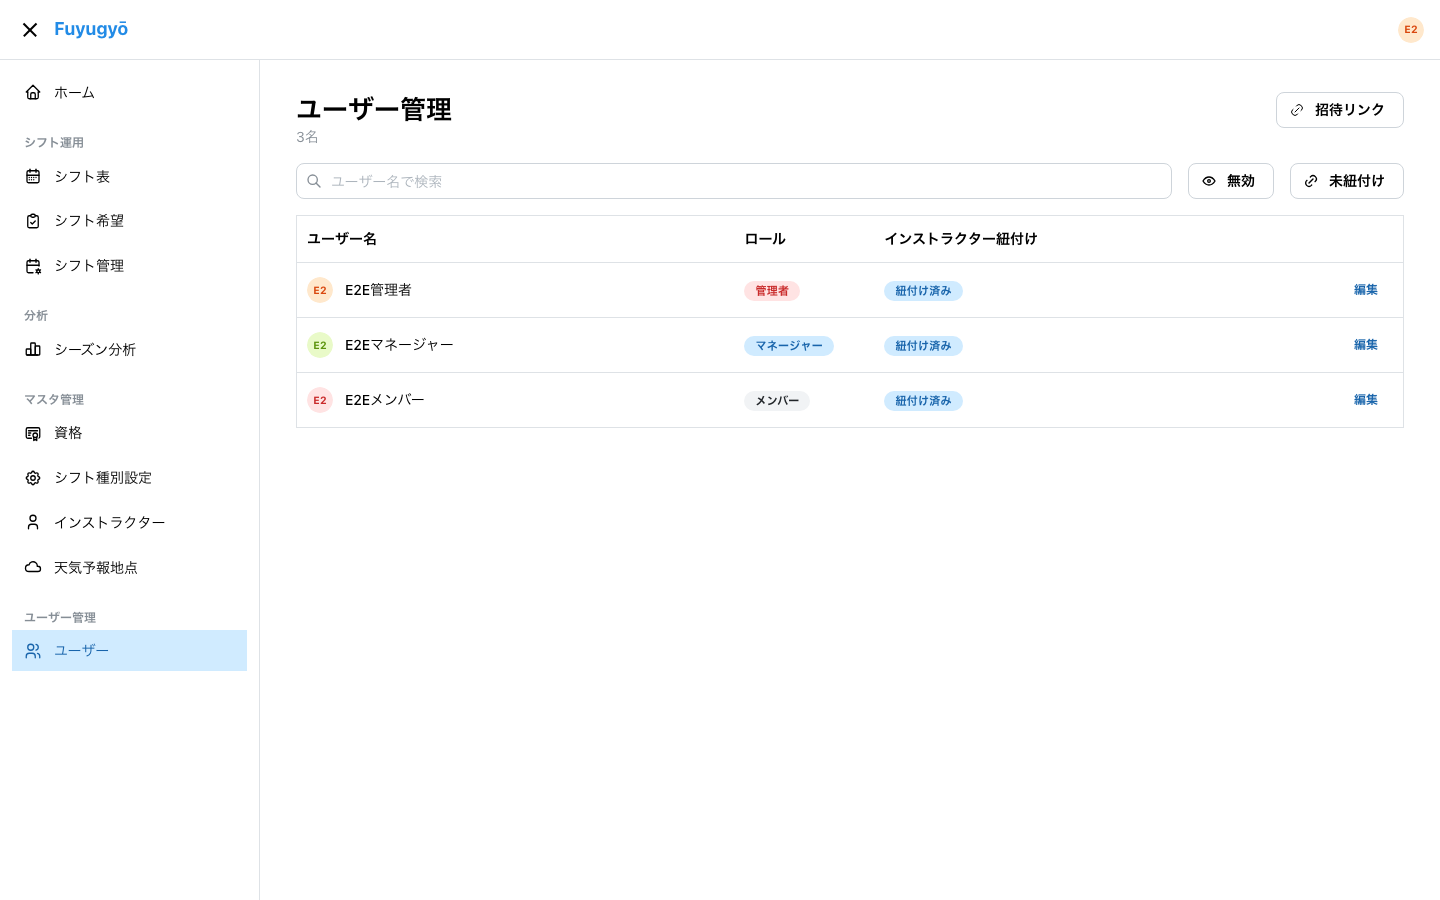 Fuyugyō
E2
ホーム
シフト運用
シフト表
シフト希望
シフト管理
分析
シーズン分析
マスタ管理
資格
シフト種別設定
インストラクター
天気予報地点
ユーザー管理
ユーザー
ユーザー管理
3名
招待リンク
ユーザー名で検索
無効
未紐付け
ユーザー名 ロール インストラクター紐付け
E2 E2E管理者 管理者 紐付け済み 編集
E2 E2Eマネージャー マネージャー 紐付け済み 編集
E2 E2Eメンバー メンバー 紐付け済み 編集